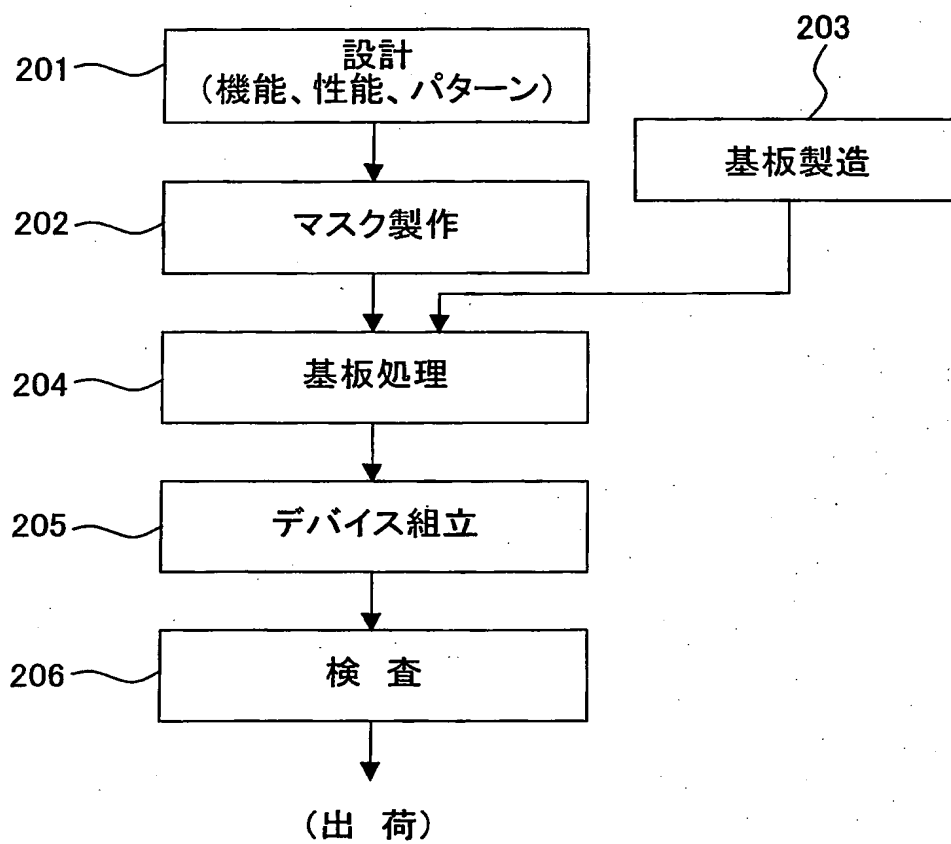 201
設計
(機能、性能、パターン)
203
基板製造
202
マスク製作
204
基板処理
205
デバイス組立
206
検 査
(出 荷)